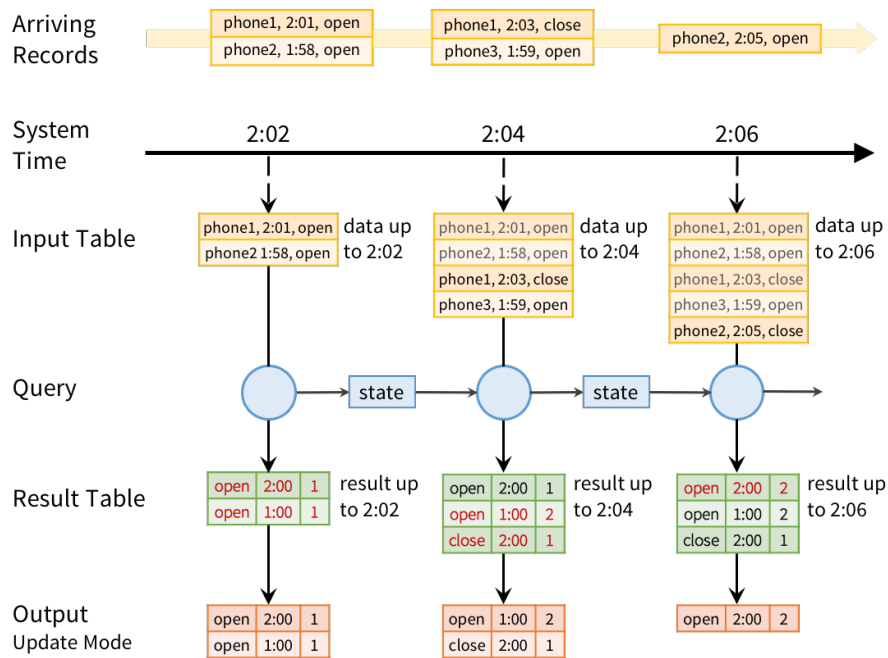 Arriving
Records
phone1, 2:01, open
phone2, 1:58, open
phone1, 2:03, close
phone3, 1:59, open
phone2, 2:05, open
System
Time
2:02
2:04
2:06
Input Table
phone1, 2:01, open
phone2 1:58, open
data up
to 2:02
phone1, 2:01, open
phone2, 1:58, open
phone1, 2:03, close
phone3, 1:59, open
data up
to 2:04
phone1, 2:01, open
phone2, 1:58, open
phone1, 2:03, close
phone3, 1:59, open
phone2, 2:05, close
data up
to 2:06
Query
state
state
Result Table
open 2:00 1
open 1:00 1
result up
to 2:02
open 2:00 1
open 1:00 2
close 2:00 1
result up
to 2:04
open 2:00 2
open 1:00 2
close 2:00 1
result up
to 2:06
Output
Update Mode
open 2:00 1
open 1:00 1
open 1:00 2
close 2:00 1
open 2:00 2